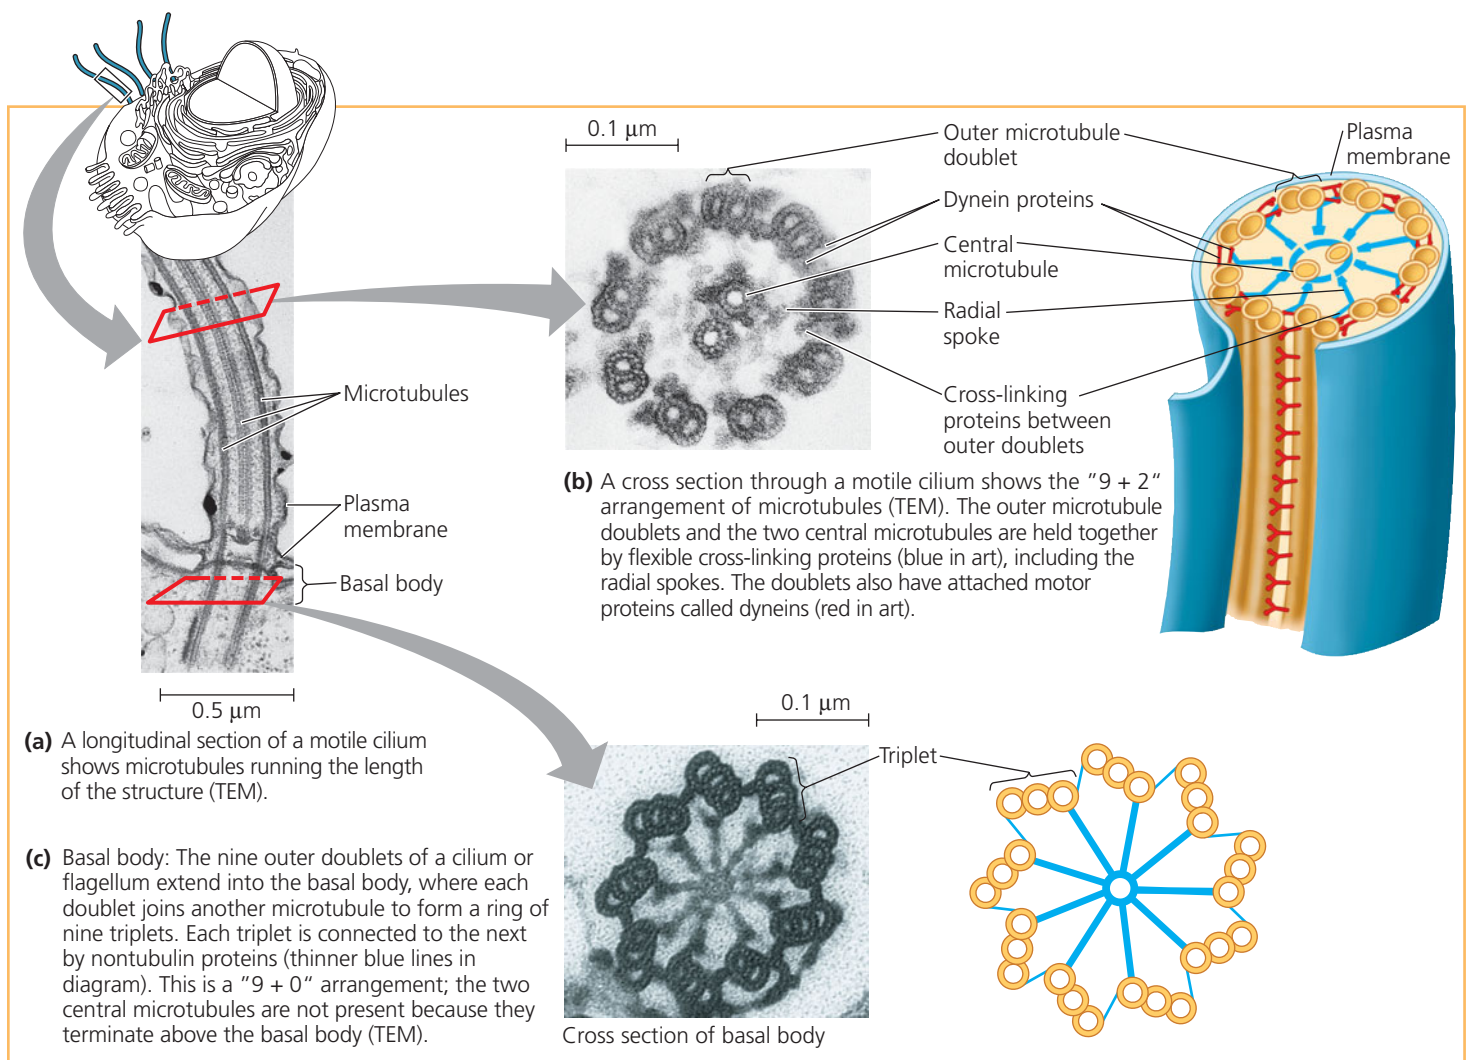 0.1 µm
Outer microtubule
doublet
Plasma
membrane
Dynein proteins
Central
microtubule
Radial
spoke
Cross-linking
proteins between
outer doublets
Microtubules
Plasma
membrane
Basal body
0.5 µm
(a) A longitudinal section of a motile cilium
shows microtubules running the length
of the structure (TEM).
(b) A cross section through a motile cilium shows the "9 + 2"
arrangement of microtubules (TEM). The outer microtubule
doublets and the two central microtubules are held together
by flexible cross-linking proteins (blue in art), including the
radial spokes. The doublets also have attached motor
proteins called dyneins (red in art).
0.1 µm
Triplet
(c) Basal body: The nine outer doublets of a cilium or
flagellum extend into the basal body, where each
doublet joins another microtubule to form a ring of
nine triplets. Each triplet is connected to the next
by nontubulin proteins (thinner blue lines in
diagram). This is a "9 + 0" arrangement; the two
central microtubules are not present because they
terminate above the basal body (TEM).
Cross section of basal body